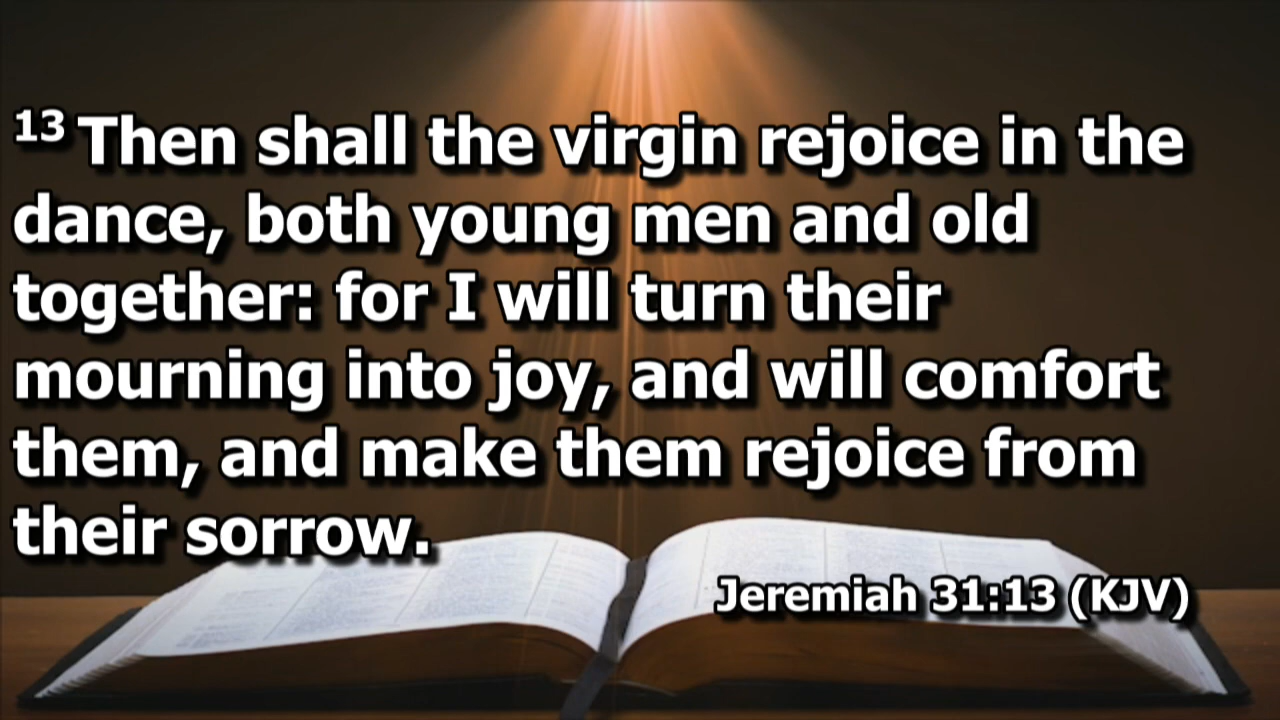 13 Then shall the virgin rejoice in the
dance, both young men and old
together: for I will turn their
mourning into joy, and will comfort
them, and make them rejoice from
their sorrow.
Jeremiah 31:13 (KJV)